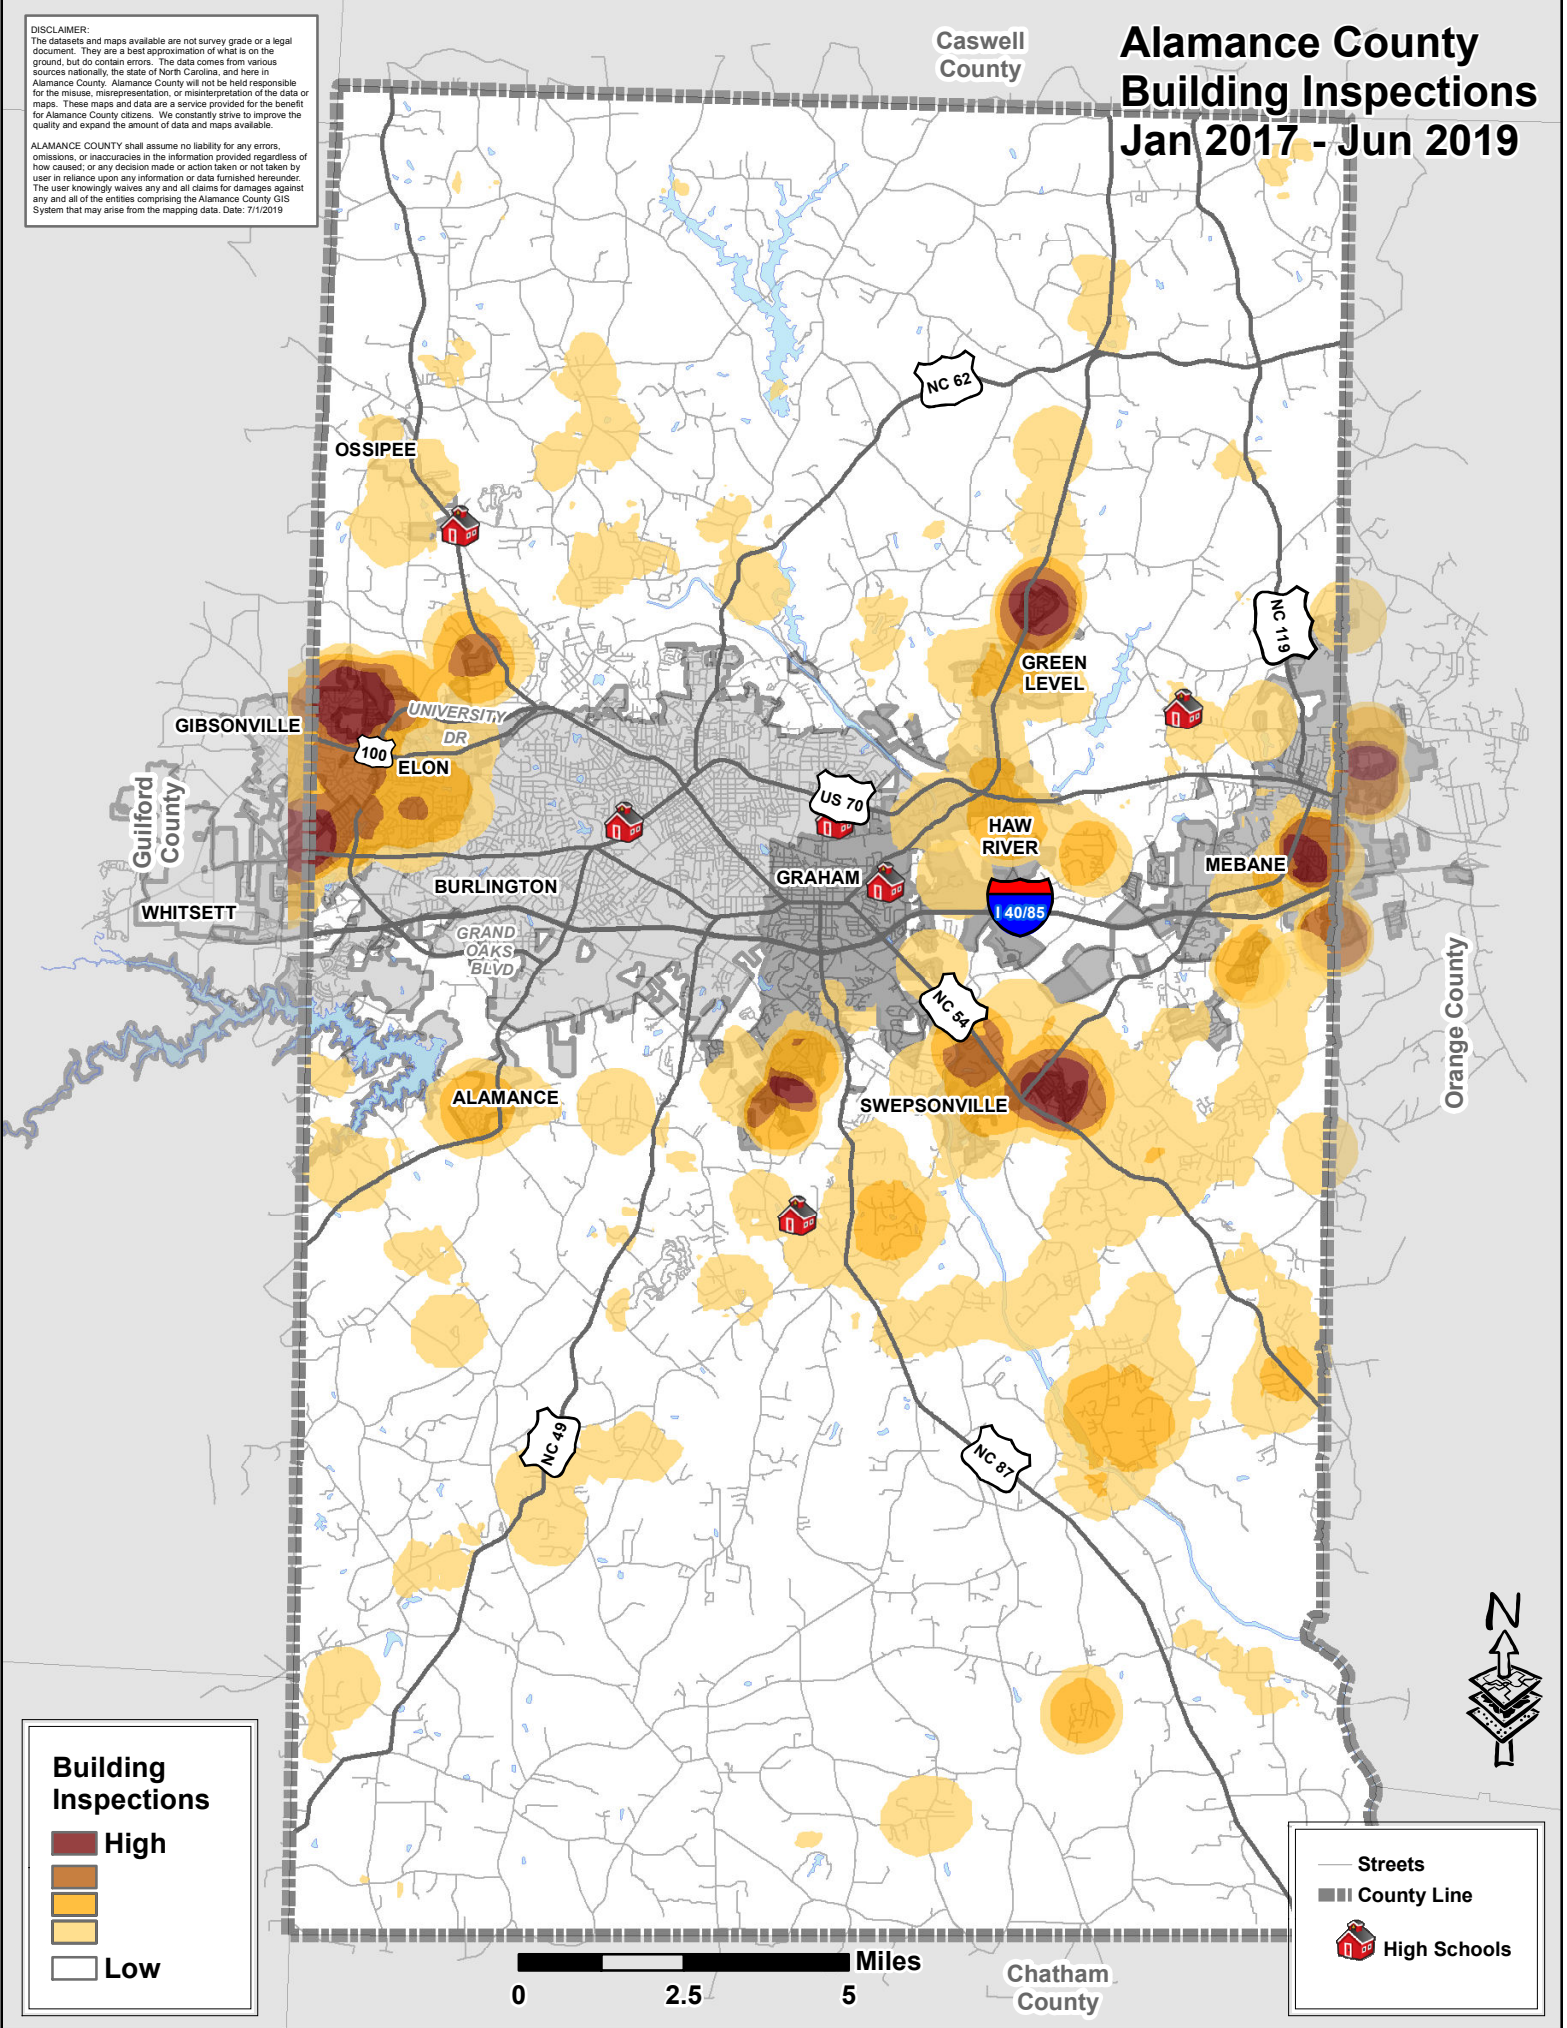 DISCLAIMER:
The datasets and maps available are not survey grade or a legal
document. They are a best approximation of what is on the
ground, but do contain errors. The data comes from various
sources nationally, the state of North Carolina, and here in
Alamance County. Alamance County will not be held responsible
for the misuse, misrepresentation, or misinterpretation of the data or
maps. These maps and data are a service provided for the benefit
for Alamance County citizens. We constantly strive to improve the
quality and expand the amount of data and maps available.
ALAMANCE COUNTY shall assume no liability for any errors,
omissions, or inaccuracies in the information provided regardless of
how caused; or any decision made or action taken or not taken by
user in reliance upon any information or data furnished hereunder.
The user knowingly waives any and all claims for damages against
any and all of the entities comprising the Alamance County GIS
System that may arise from the mapping data. Date: 7/1/2019
Caswell
County
Alamance County
Building Inspections
Jan 2017 - Jun 2019
NC 62
OSSIPEE
NC 119
GREEN
LEVEL
GIBSONVILLE
UNIVERSITY
DR
100
ELON
US 70
Guilford
County
HAW
RIVER
MEBANE
GRAHAM
BURLINGTON
WHITSETT
I 40/85
GRAND
OAKS
BLVD
NC 54
Orange County
ALAMANCE
SWEPSONVILLE
NC 49
NC 87
N
Building
Inspections
High
Low
Streets
County Line
High Schools
Miles
0
2.5
5
Chatham
County